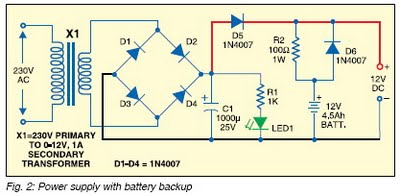 X1
230V
AC
D1
D2
D3
D4
D5
1N4007
R2
100Ω
1W
D6
1N4007
C1
1000µ
25V
R1
1K
LED1
12V
4.5Ah
BATT.
+
12V
DC
–
X1=230V PRIMARY
TO 0-12V, 1A
SECONDARY
TRANSFORMER
D1–D4 = 1N4007
Fig. 2: Power supply with battery backup